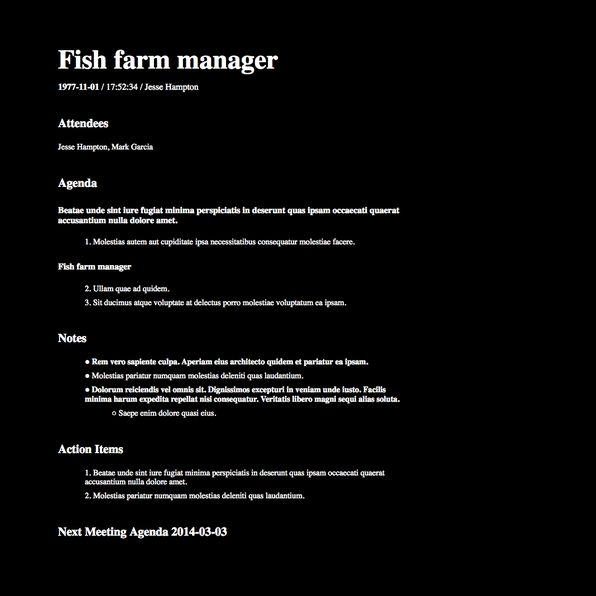 Fish farm manager
1977-11-01 / 17:52:34 / Jesse Hampton
Attendees
Jesse Hampton, Mark Garcia
Agenda
Beatae unde sint iure fugiat minima perspiciatis in deserunt quas ipsam occaecati quaerat
accusantium nulla dolore amet.
1. Molestias autem aut cupiditate ipsa necessitatibus consequatur molestiae facere.
Fish farm manager
2. Ullam quae ad quidem.
3. Sit ducimus atque voluptate at delectus porro molestiae voluptatum ea ipsam.
Notes
● Rem vero sapiente culpa. Aperiam eius architecto quidem et pariatur ea ipsam.
● Molestias pariatur numquam molestias deleniti quas laudantium.
● Dolorum reiciendis vel omnis sit. Dignissimos excepturi in veniam unde iusto. Facilis
minima harum expedita repellat nisi consequatur. Veritatis libero magni sequi alias soluta.
○ Saepe enim dolore quasi eius.
Action Items
1. Beatae unde sint iure fugiat minima perspiciatis in deserunt quas ipsam occaecati quaerat
accusantium nulla dolore amet.
2. Molestias pariatur numquam molestias deleniti quas laudantium.
Next Meeting Agenda 2014-03-03